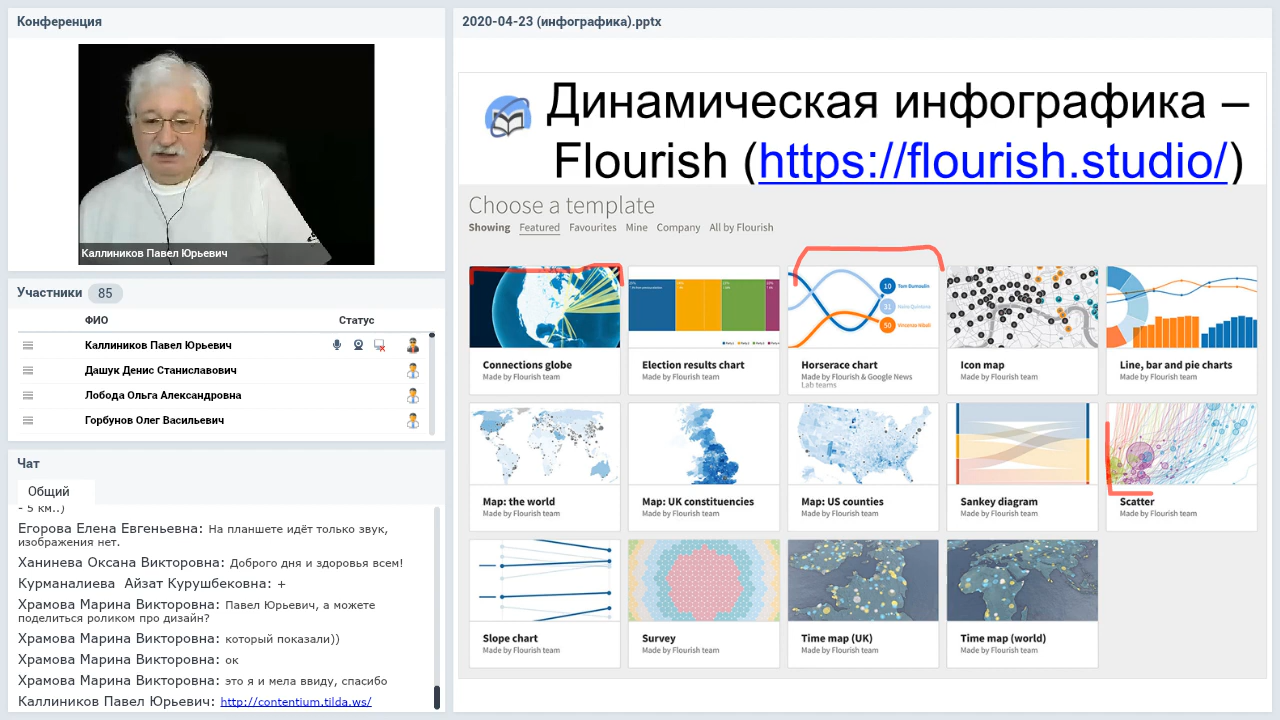 Конференция
Каллиников Павел Юрьевич
Участники 85
ФИО Статус
Каллиников Павел Юрьевич
Дашук Денис Станиславович
Лобода Ольга Александровна
Горбунов Олег Васильевич
Чат
Общий
- 5 км..)
Егорова Елена Евгеньевна: На планшете идёт только звук,
изображения нет.
Ханинева Оксана Викторовна: Доброго дня и здоровья всем!
Курманалиева Айзат Курушбековна: +
Храмова Марина Викторовна: Павел Юрьевич, а можете
поделиться роликом про дизайн?
Храмова Марина Викторовна: который показали))
Храмова Марина Викторовна: ок
Храмова Марина Викторовна: это я и мела ввиду, спасибо
Каллиников Павел Юрьевич: http://contentium.tilda.ws/
2020-04-23 (инфографика).pptx
Динамическая инфографика –
Flourish (https://flourish.studio/)
Choose a template
Showing Featured Favourites Mine Company All by Flourish
10 Tom Dumoulin
31 Nairo Quintana
50 Vincenzo Nibali
Connections globe
Made by Flourish team
Election results chart
Made by Flourish team
Horserace chart
Made by Flourish & Google News
Lab teams
Icon map
Made by Flourish team
Line, bar and pie charts
Made by Flourish team
Map: the world
Made by Flourish team
Map: UK constituencies
Made by Flourish team
Map: US counties
Made by Flourish team
Sankey diagram
Made by Flourish team
Scatter
Made by Flourish team
Slope chart
Made by Flourish team
Survey
Made by Flourish team
Time map (UK)
Made by Flourish team
Time map (world)
Made by Flourish team